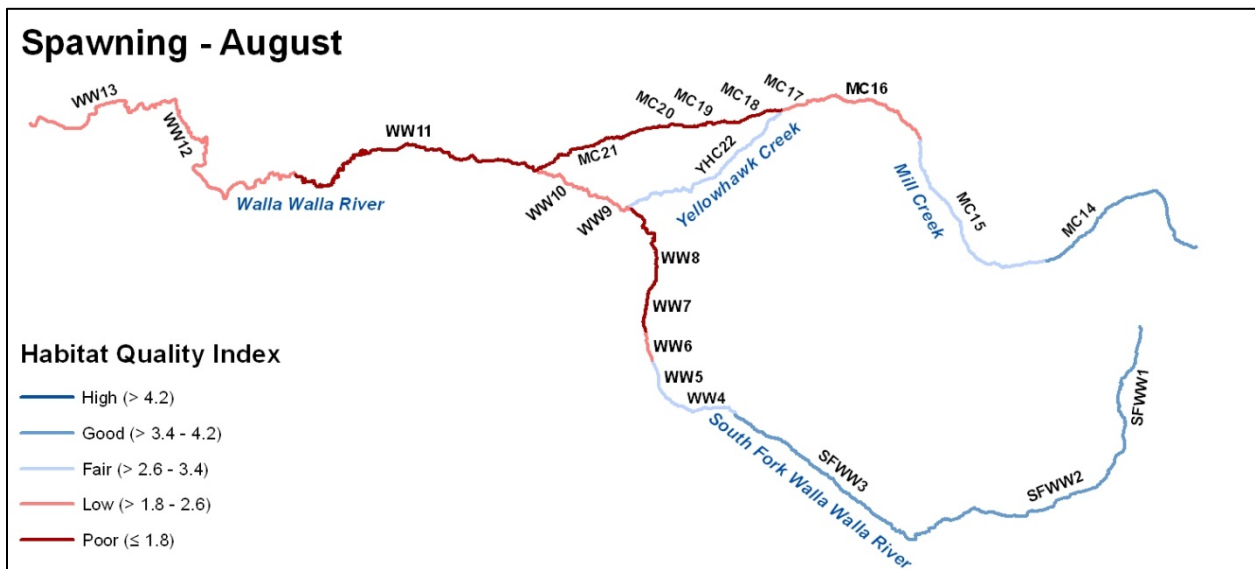 Spawning - August
WW13
WW12
Walla Walla River
WW11
MC21
MC20
MC19
MC18
MC17
MC16
YHC22
Yellowhawk Creek
WW10
WW9
Mill Creek
MC15
MC14
WW8
WW7
WW6
WW5
WW4
South Fork Walla Walla River
SFWW3
SFWW2
SFWW1
Habitat Quality Index
High (> 4.2)
Good (> 3.4 - 4.2)
Fair (> 2.6 - 3.4)
Low (> 1.8 - 2.6)
Poor (≤ 1.8)